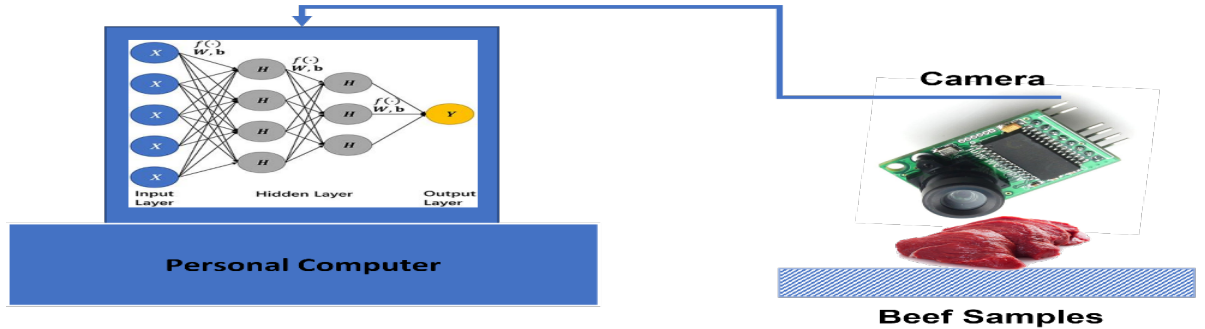 Camera
X
X
X
X
X
f(·)
W, b
H
H
H
H
f(·)
W, b
H
H
H
f(·)
W, b
Y
Input
Layer
Hidden Layer
Output
Layer
Personal Computer
Beef Samples